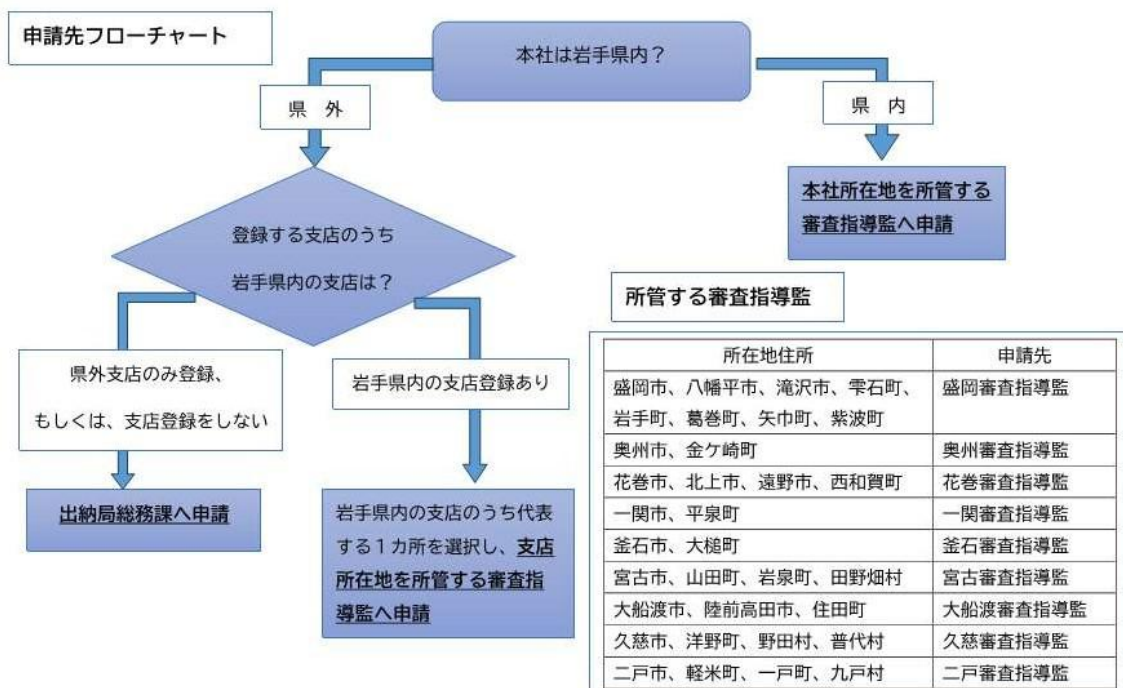 申請先フローチャート
本社は岩手県内？
県　外
県　内
本社所在地を所管する
審査指導監へ申請
登録する支店のうち
岩手県内の支店は？
県外支店のみ登録、
もしくは、支店登録をしない
岩手県内の支店登録あり
出納局総務課へ申請
岩手県内の支店のうち代表
する１カ所を選択し、支店
所在地を所管する審査指
導監へ申請
所管する審査指導監
所在地住所　申請先
盛岡市、八幡平市、滝沢市、雫石町、　盛岡審査指導監
岩手町、葛巻町、矢巾町、紫波町
奥州市、金ケ崎町　奥州審査指導監
花巻市、北上市、遠野市、西和賀町　花巻審査指導監
一関市、平泉町　一関審査指導監
釜石市、大槌町　釜石審査指導監
宮古市、山田町、岩泉町、田野畑村　宮古審査指導監
大船渡市、陸前高田市、住田町　大船渡審査指導監
久慈市、洋野町、野田村、普代村　久慈審査指導監
二戸市、軽米町、一戸町、九戸村　二戸審査指導監